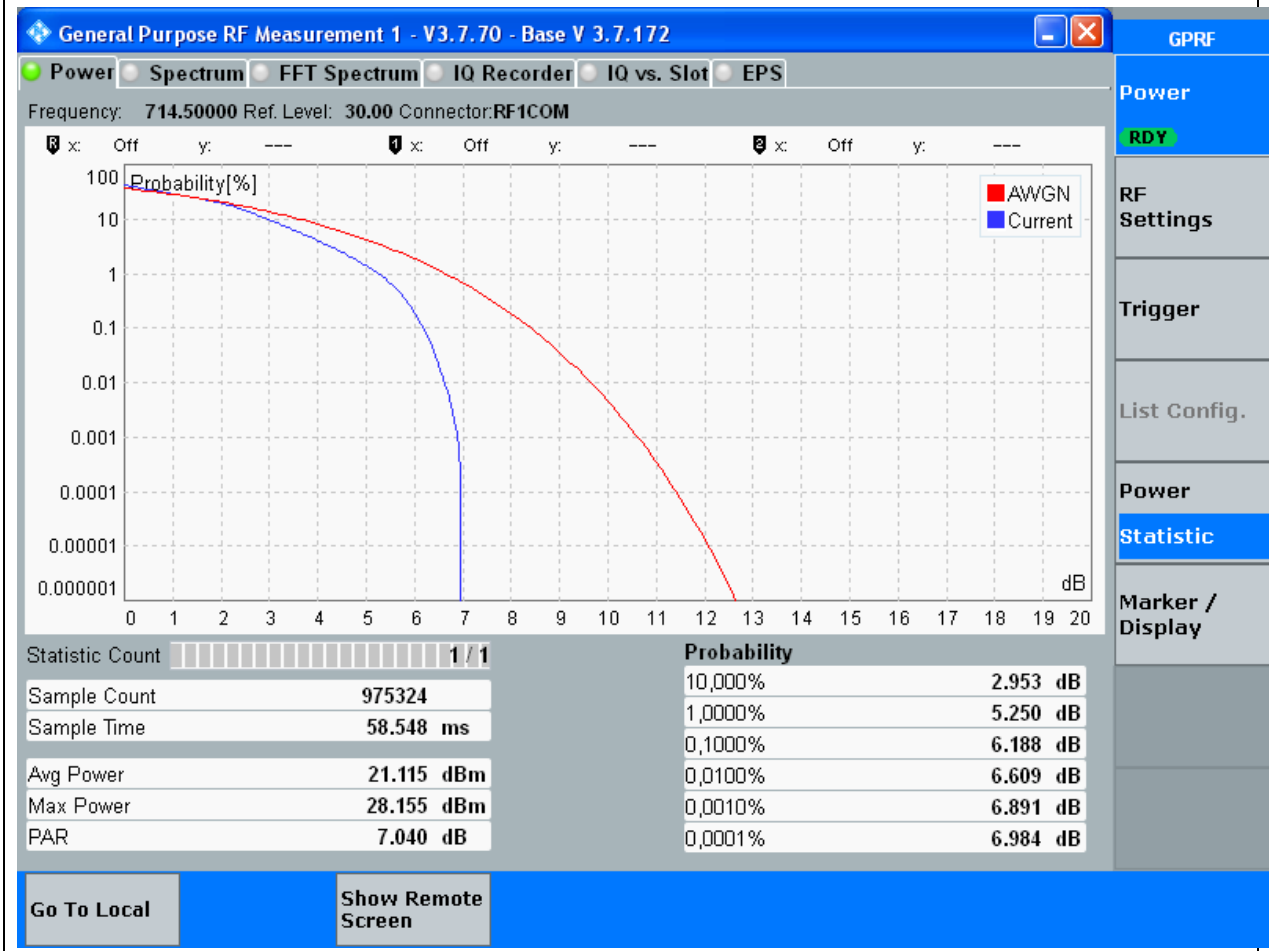 General Purpose RF Measurement 1 - V3.7.70 - Base V 3.7.172
GPRF
Power Spectrum FFT Spectrum IQ Recorder IQ vs. Slot EPS
Frequency: 714.50000 Ref. Level: 30.00 Connector:RF1COM
R x: Off y: --- 1 x: Off y: --- 2 x: Off y: ---
Probability[%]
AWGN
Current
100
10
1
0.1
0.01
0.001
0.0001
0.00001
0.000001
dB
0 1 2 3 4 5 6 7 8 9 10 11 12 13 14 15 16 17 18 19 20
Statistic Count 1 / 1
Sample Count 975324
Sample Time 58.548 ms
Avg Power 21.115 dBm
Max Power 28.155 dBm
PAR 7.040 dB
Probability
10,000% 2.953 dB
1,0000% 5.250 dB
0,1000% 6.188 dB
0,0100% 6.609 dB
0,0010% 6.891 dB
0,0001% 6.984 dB
Power
RDY
RF
Settings
Trigger
List Config.
Power
Statistic
Marker /
Display
Go To Local
Show Remote
Screen